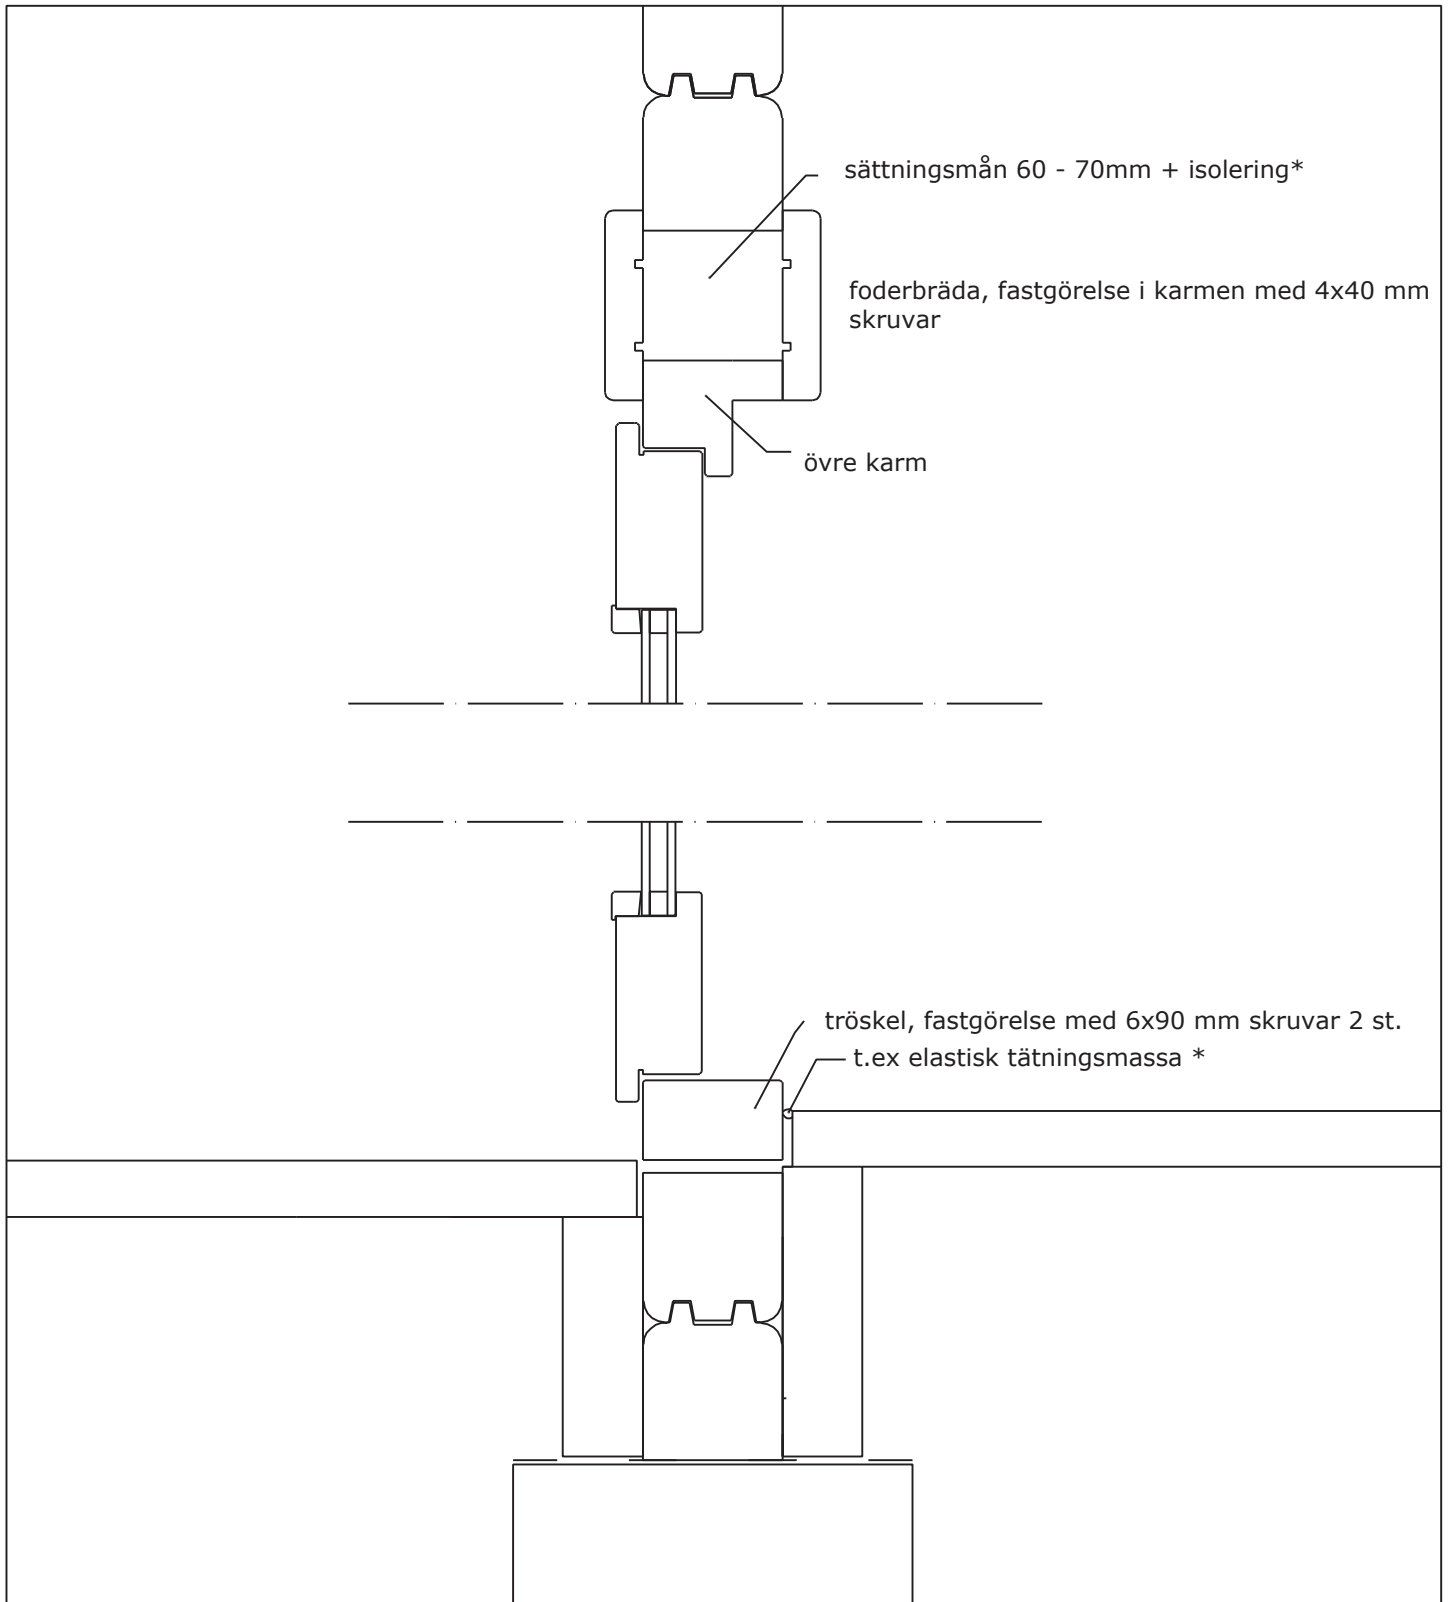 sättningsmån 60 - 70mm + isolering*
foderbräda, fastgörelse i karmen med 4x40 mm
skruvar
övre karm
tröskel, fastgörelse med 6x90 mm skruvar 2 st.
t.ex elastisk tätningsmassa *